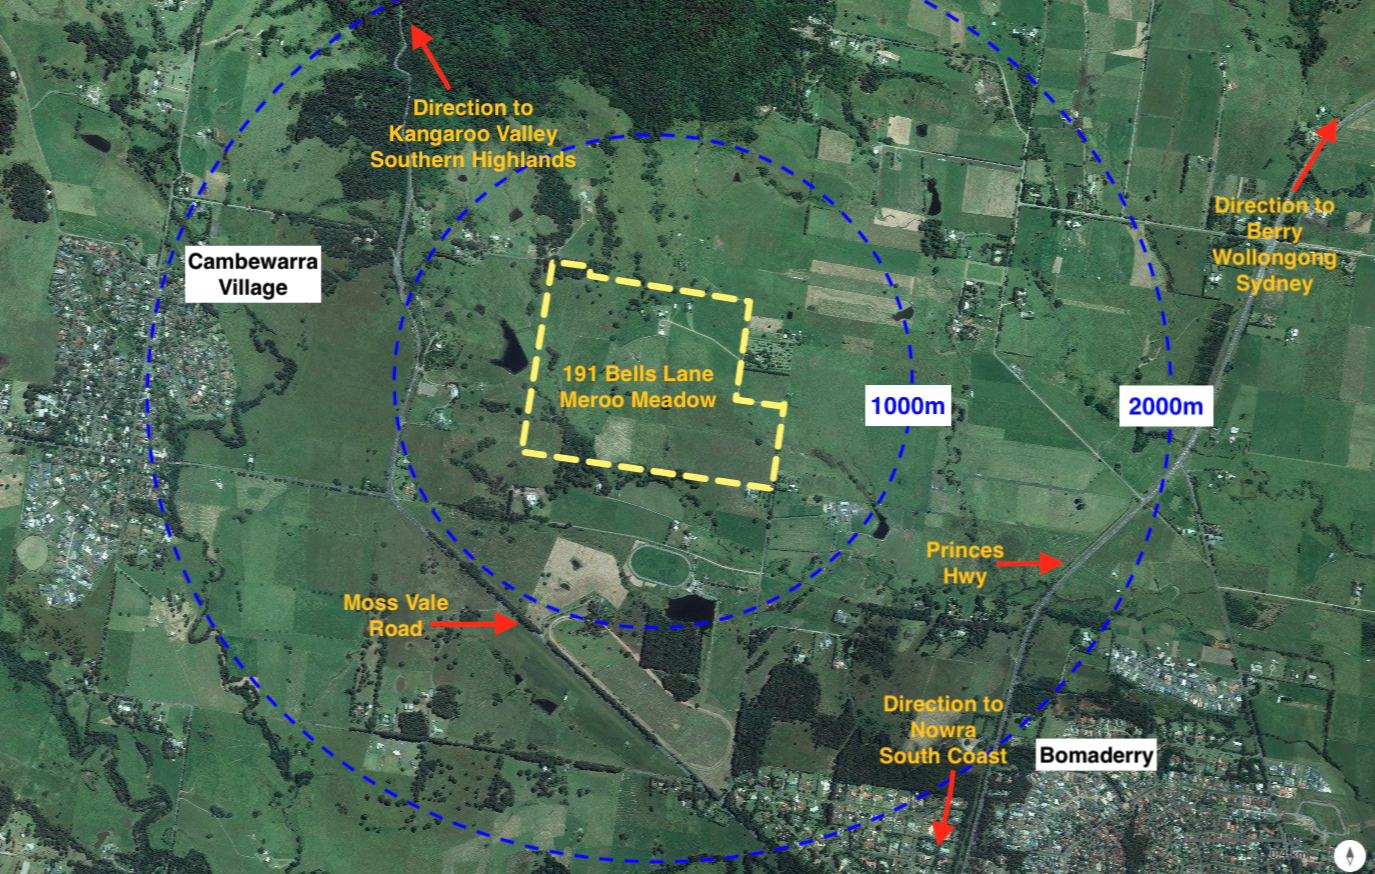 Direction to
Kangaroo Valley
Southern Highlands
Direction to
Berry
Wollongong
Sydney
Cambewarra
Village
191 Bells Lane
Meroo Meadow
1000m
2000m
Princes
Hwy
Moss Vale
Road
Direction to
Nowra
South Coast
Bomaderry